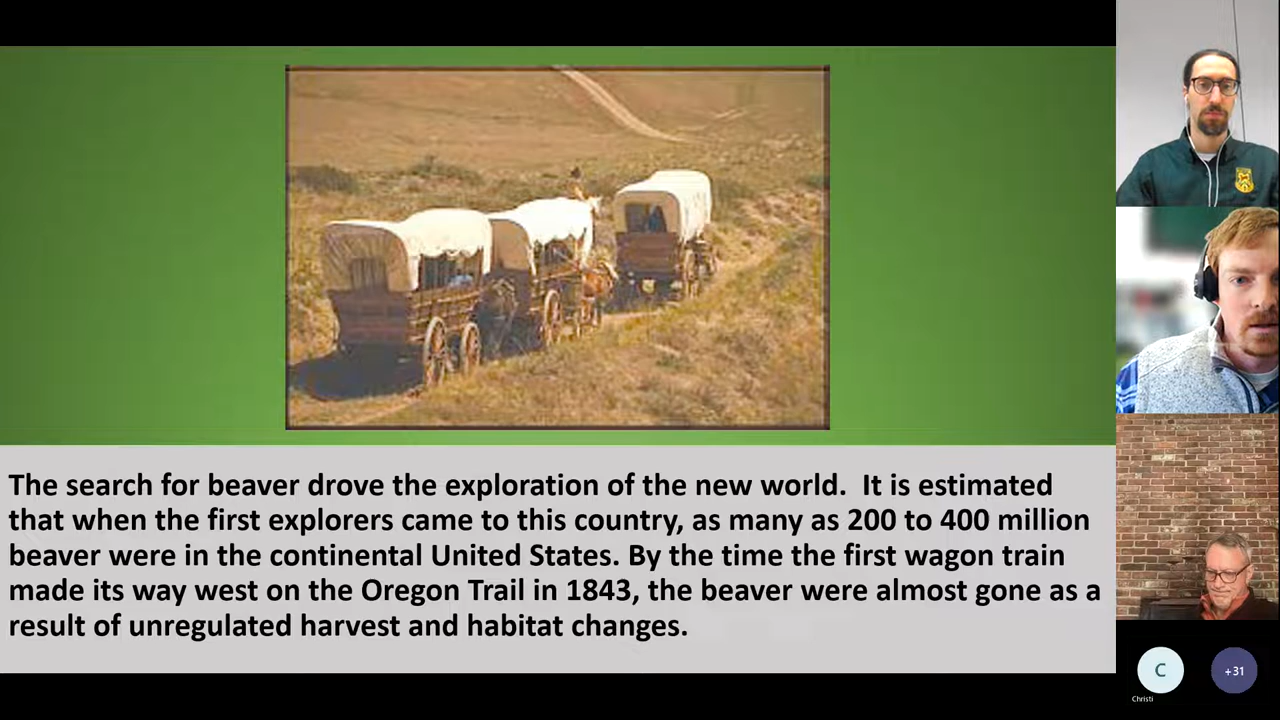 The search for beaver drove the exploration of the new world.  It is estimated
that when the first explorers came to this country, as many as 200 to 400 million
beaver were in the continental United States. By the time the first wagon train
made its way west on the Oregon Trail in 1843, the beaver were almost gone as a
result of unregulated harvest and habitat changes.
C
+31
Christi